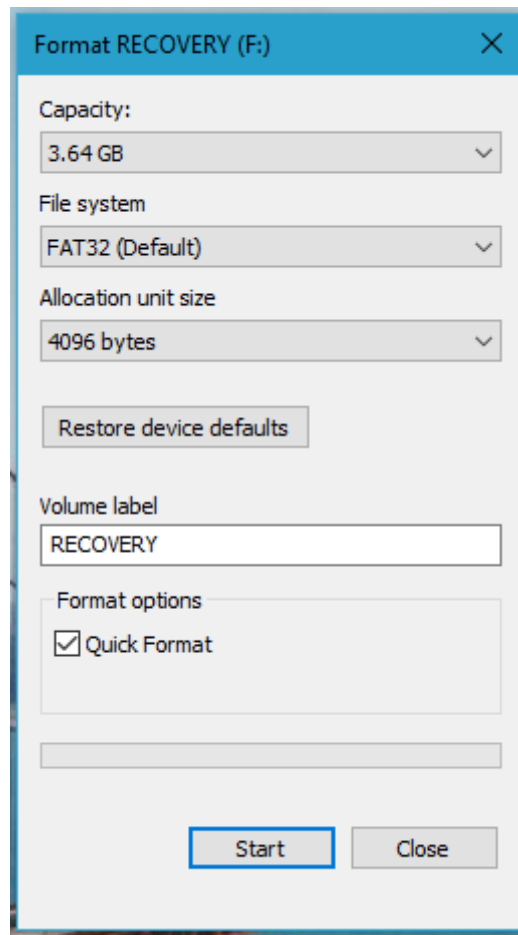 Format RECOVERY (F:)
Capacity:
3.64 GB
File system
FAT32 (Default)
Allocation unit size
4096 bytes
Restore device defaults
Volume label
RECOVERY
Format options
Quick Format
Start Close